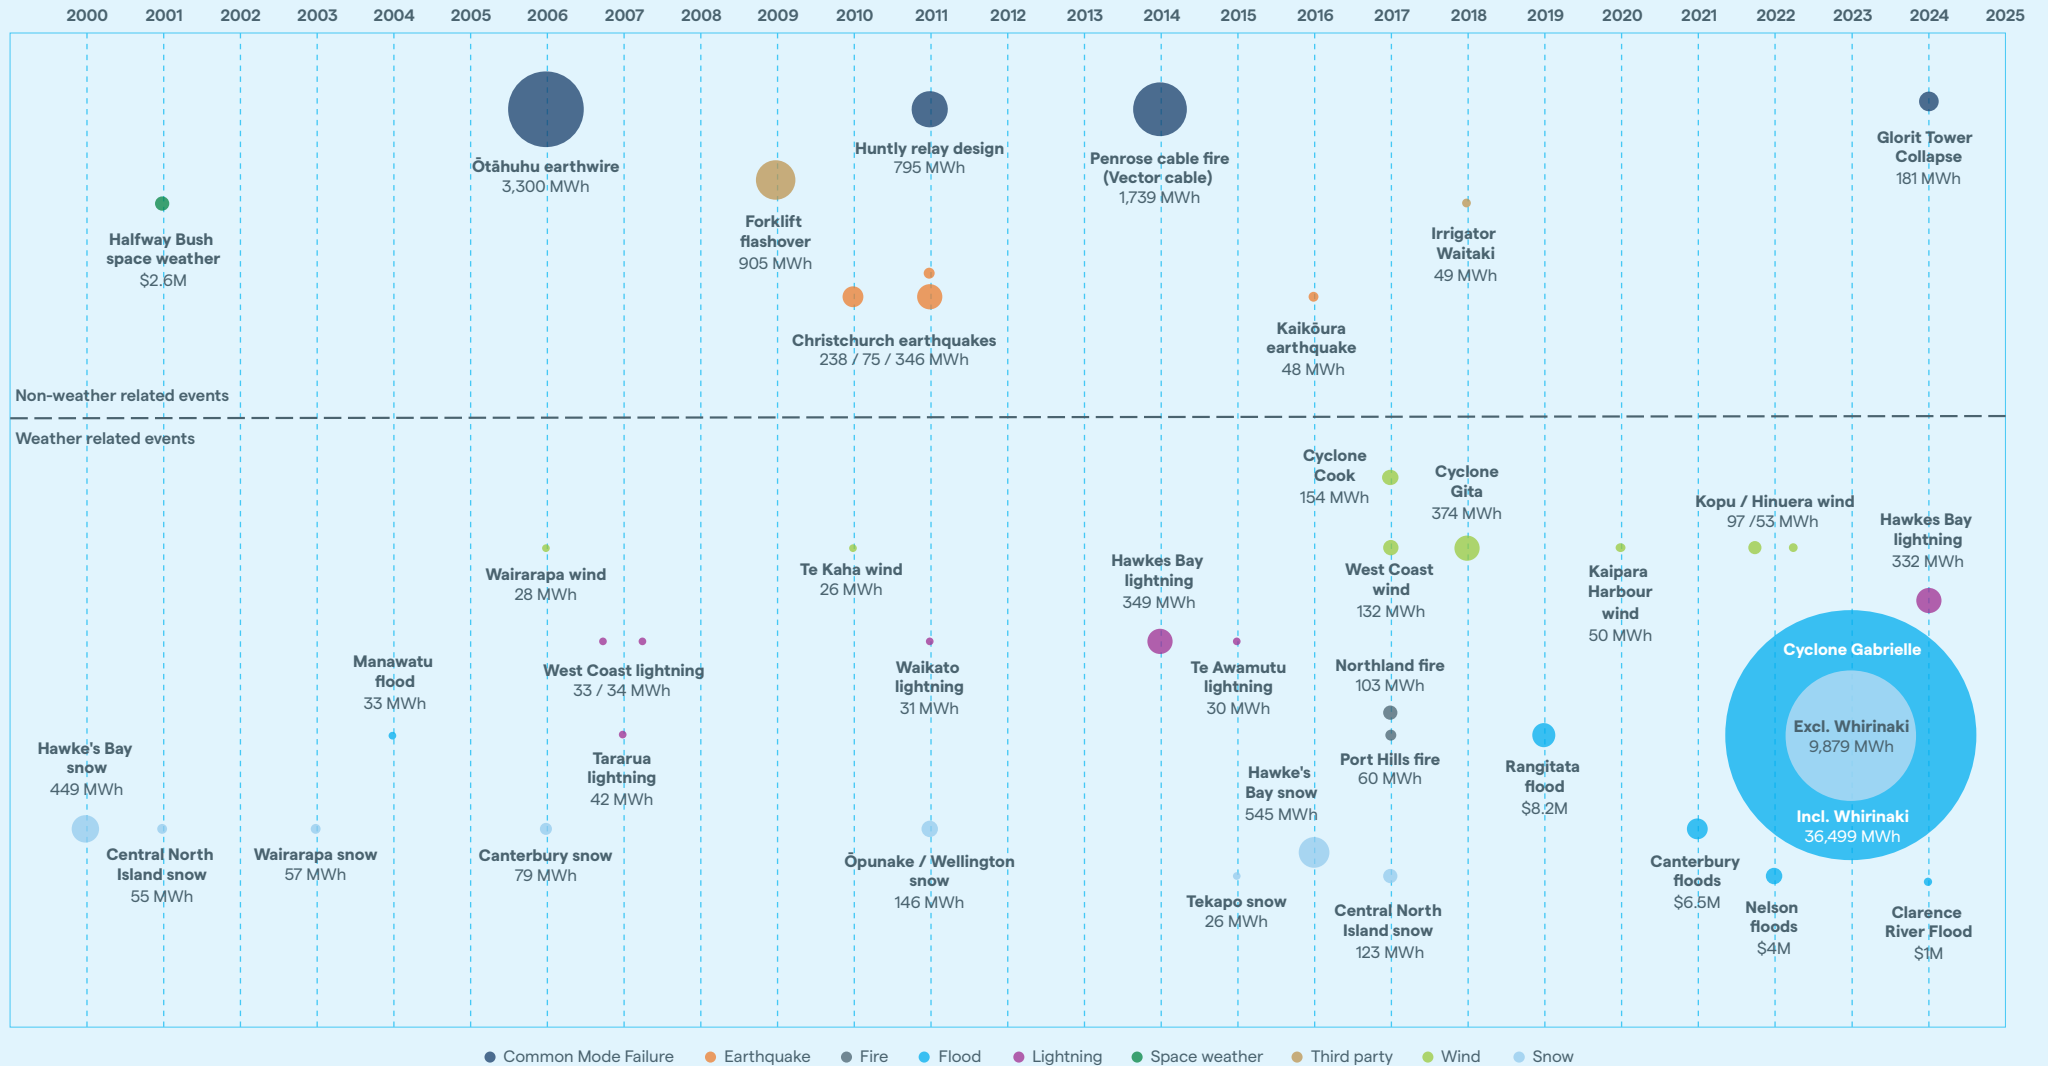 2000 2001 2002 2003 2004 2005 2006 2007 2008 2009 2010 2011 2012 2013 2014 2015 2016 2017 2018 2019 2020 2021 2022 2023 2024 2025
Ōtāhuhu earthwire
3,300 MWh
Huntly relay design
795 MWh
Penrose cable fire
(Vector cable)
1,739 MWh
Glorit Tower
Collapse
181 MWh
Halfway Bush
space weather
$2.6M
Forklift
flashover
905 MWh
Irrigator
Waitaki
49 MWh
Christchurch earthquakes
238 / 75 / 346 MWh
Kaikōura
earthquake
48 MWh
Non-weather related events
Weather related events
Cyclone
Cook
154 MWh
Cyclone
Gita
374 MWh
Kopu / Hinuera wind
97 /53 MWh
Hawkes Bay
lightning
332 MWh
Wairarapa wind
28 MWh
Te Kaha wind
26 MWh
Hawkes Bay
lightning
349 MWh
West Coast
wind
132 MWh
Kaipara
Harbour
wind
50 MWh
Manawatu
flood
33 MWh
West Coast lightning
33 / 34 MWh
Waikato
lightning
31 MWh
Te Awamutu
lightning
30 MWh
Northland fire
103 MWh
Cyclone Gabrielle
Excl. Whirinaki
9,879 MWh
Incl. Whirinaki
36,499 MWh
Hawke's Bay
snow
449 MWh
Tararua
lightning
42 MWh
Hawke's
Bay snow
545 MWh
Port Hills fire
60 MWh
Rangitata
flood
$8.2M
Central North
Island snow
55 MWh
Wairarapa snow
57 MWh
Canterbury snow
79 MWh
Ōpunake / Wellington
snow
146 MWh
Tekapo snow
26 MWh
Central North
Island snow
123 MWh
Canterbury
floods
$6.5M
Nelson
floods
$4M
Clarence
River Flood
$1M
Common Mode Failure Earthquake Fire Flood Lightning Space weather Third party Wind Snow